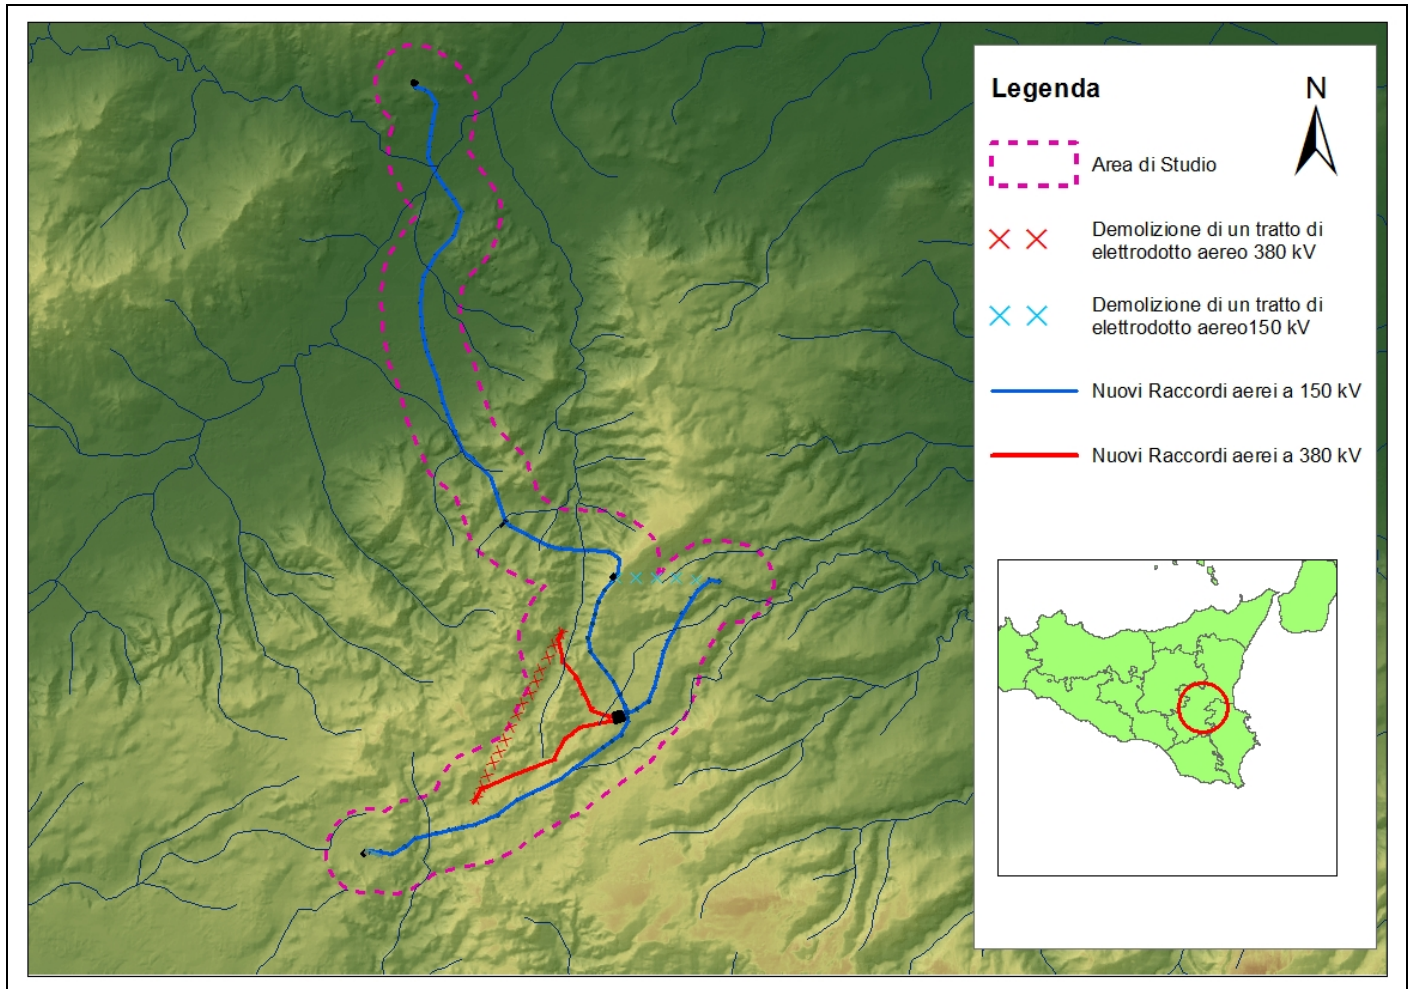 Legenda
N
Area di Studio
Demolizione di un tratto di
elettrodotto aereo 380 kV
Demolizione di un tratto di
elettrodotto aereo150 kV
Nuovi Raccordi aerei a 150 kV
Nuovi Raccordi aerei a 380 kV